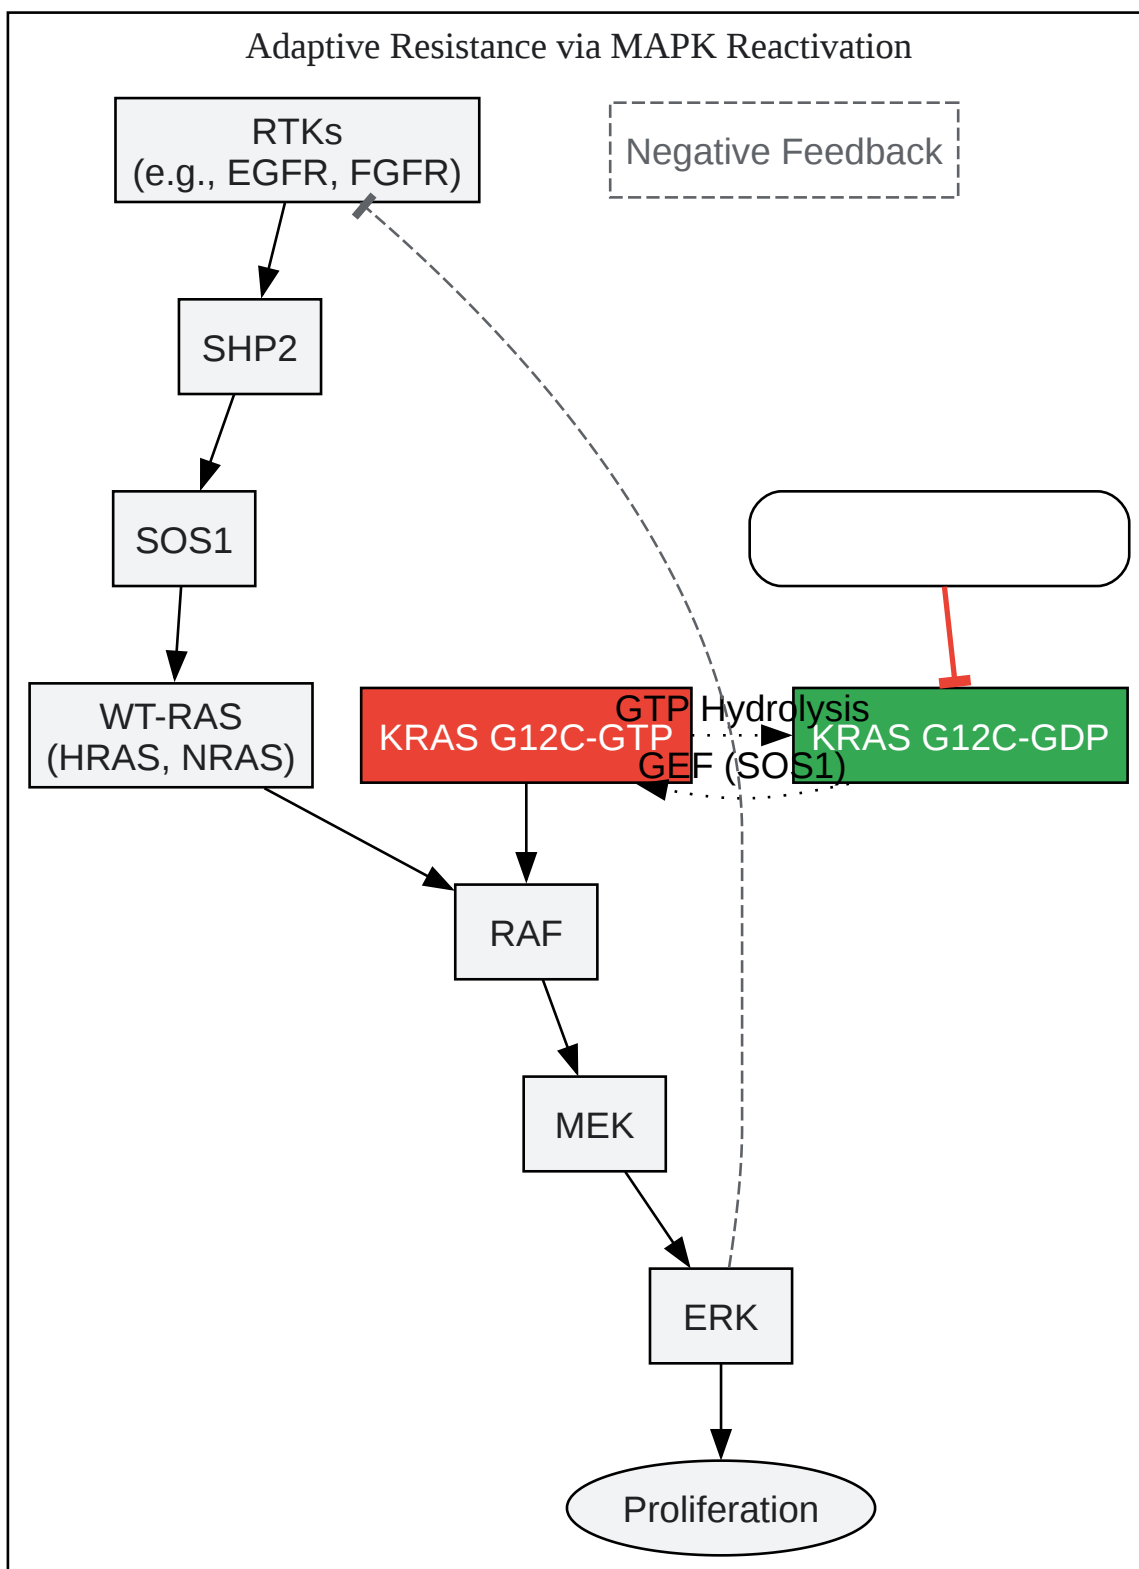 Adaptive Resistance via MAPK Reactivation
RTKs
(e.g., EGFR, FGFR)
Negative Feedback
SHP2
SOS1
WT-RAS
(HRAS, NRAS)
KRAS G12C-GTP
GTP Hydrolysis
GEF (SOS1)
KRAS G12C-GDP
RAF
MEK
ERK
Proliferation